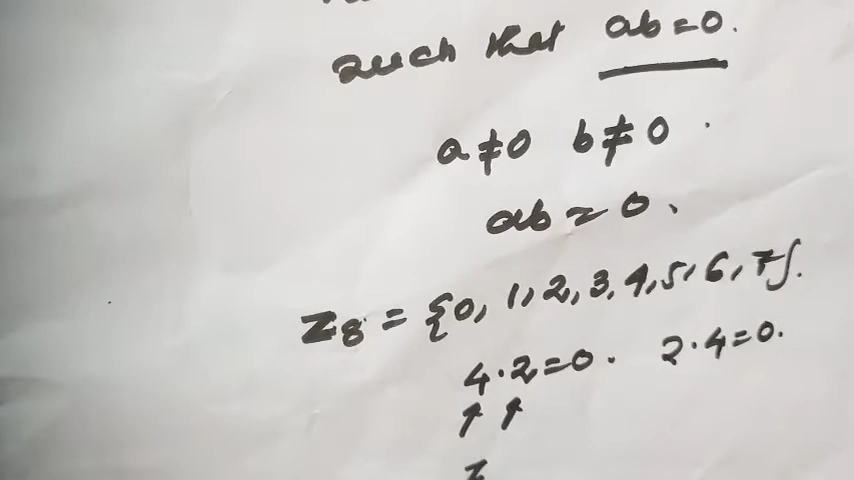 such that ab=0.
a≠0 b≠0.
ab=0.
Z8 = {0, 1, 2, 3, 4, 5, 6, 7}.
4·2=0. 2·4=0.
↑ ↑